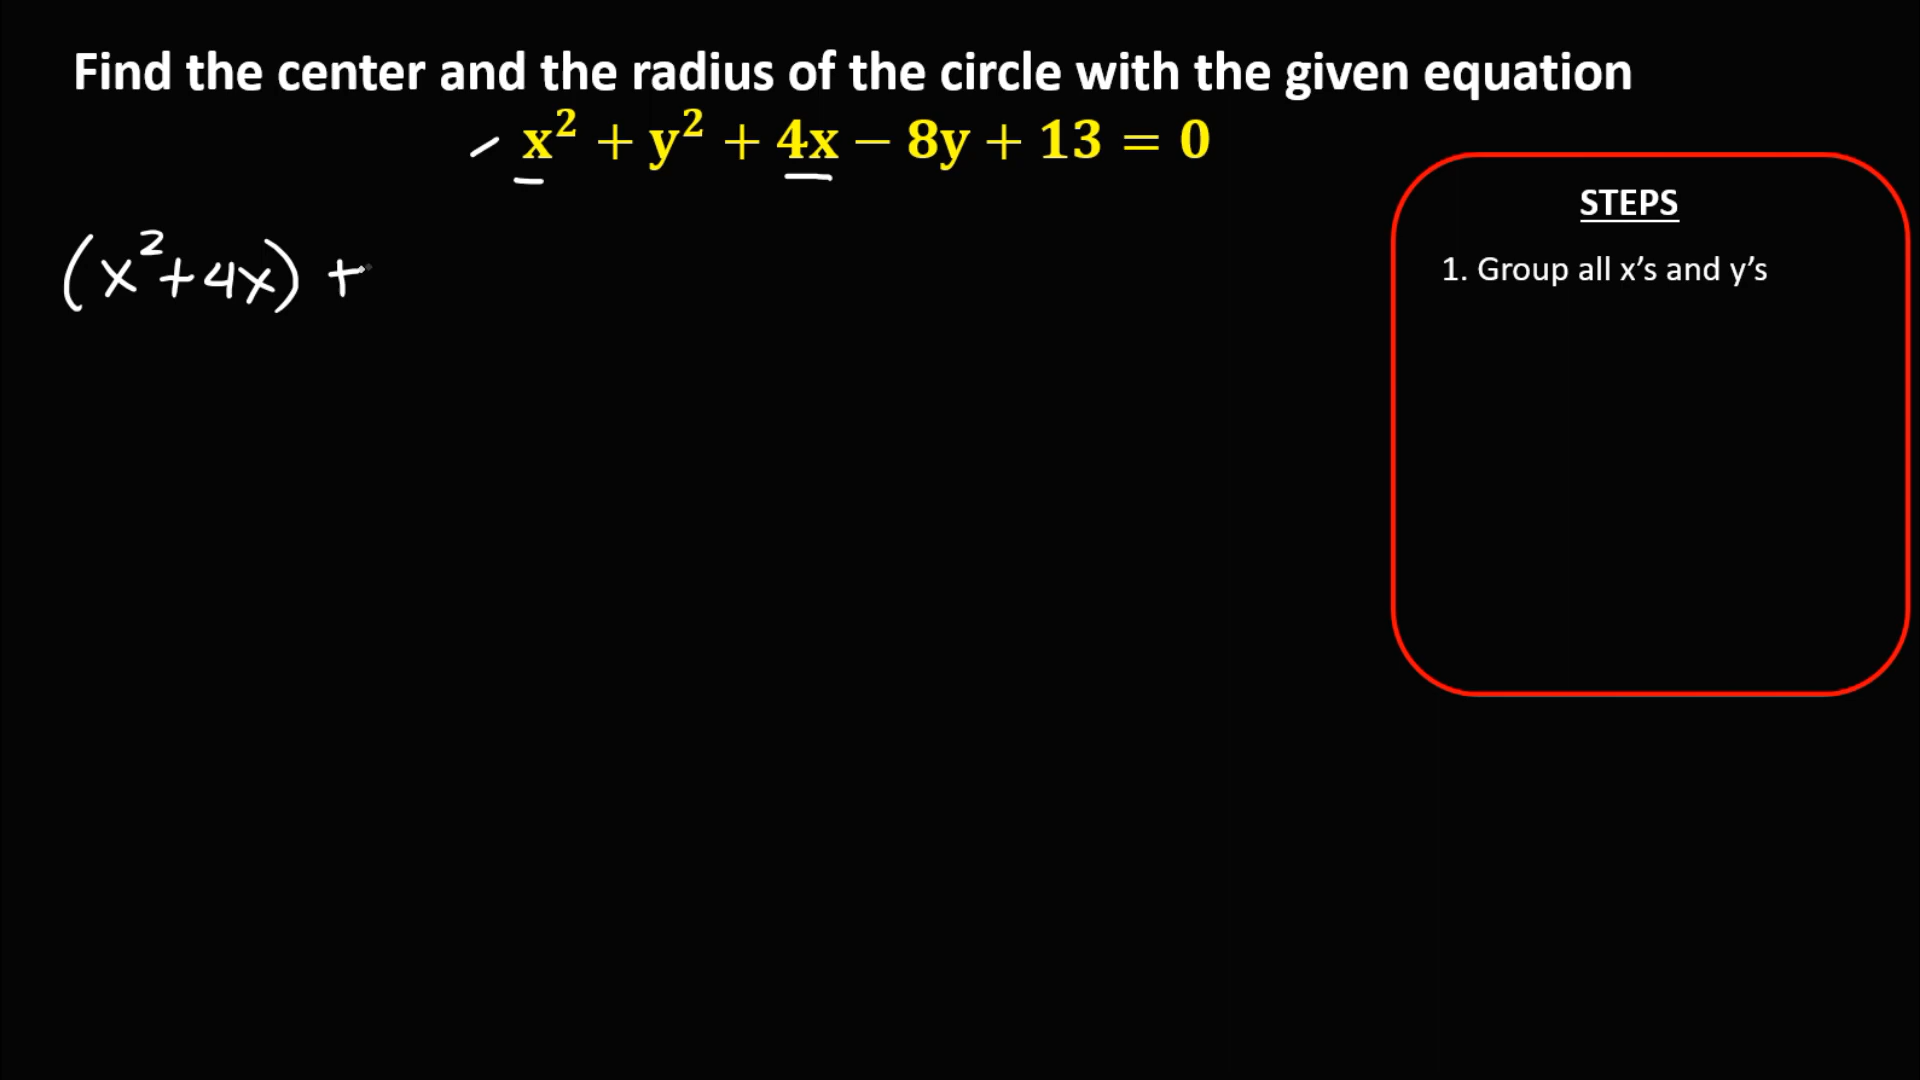 Find the center and the radius of the circle with the given equation
x² + y² + 4x − 8y + 13 = 0
STEPS
1. Group all x’s and y’s
(x²+4x) +